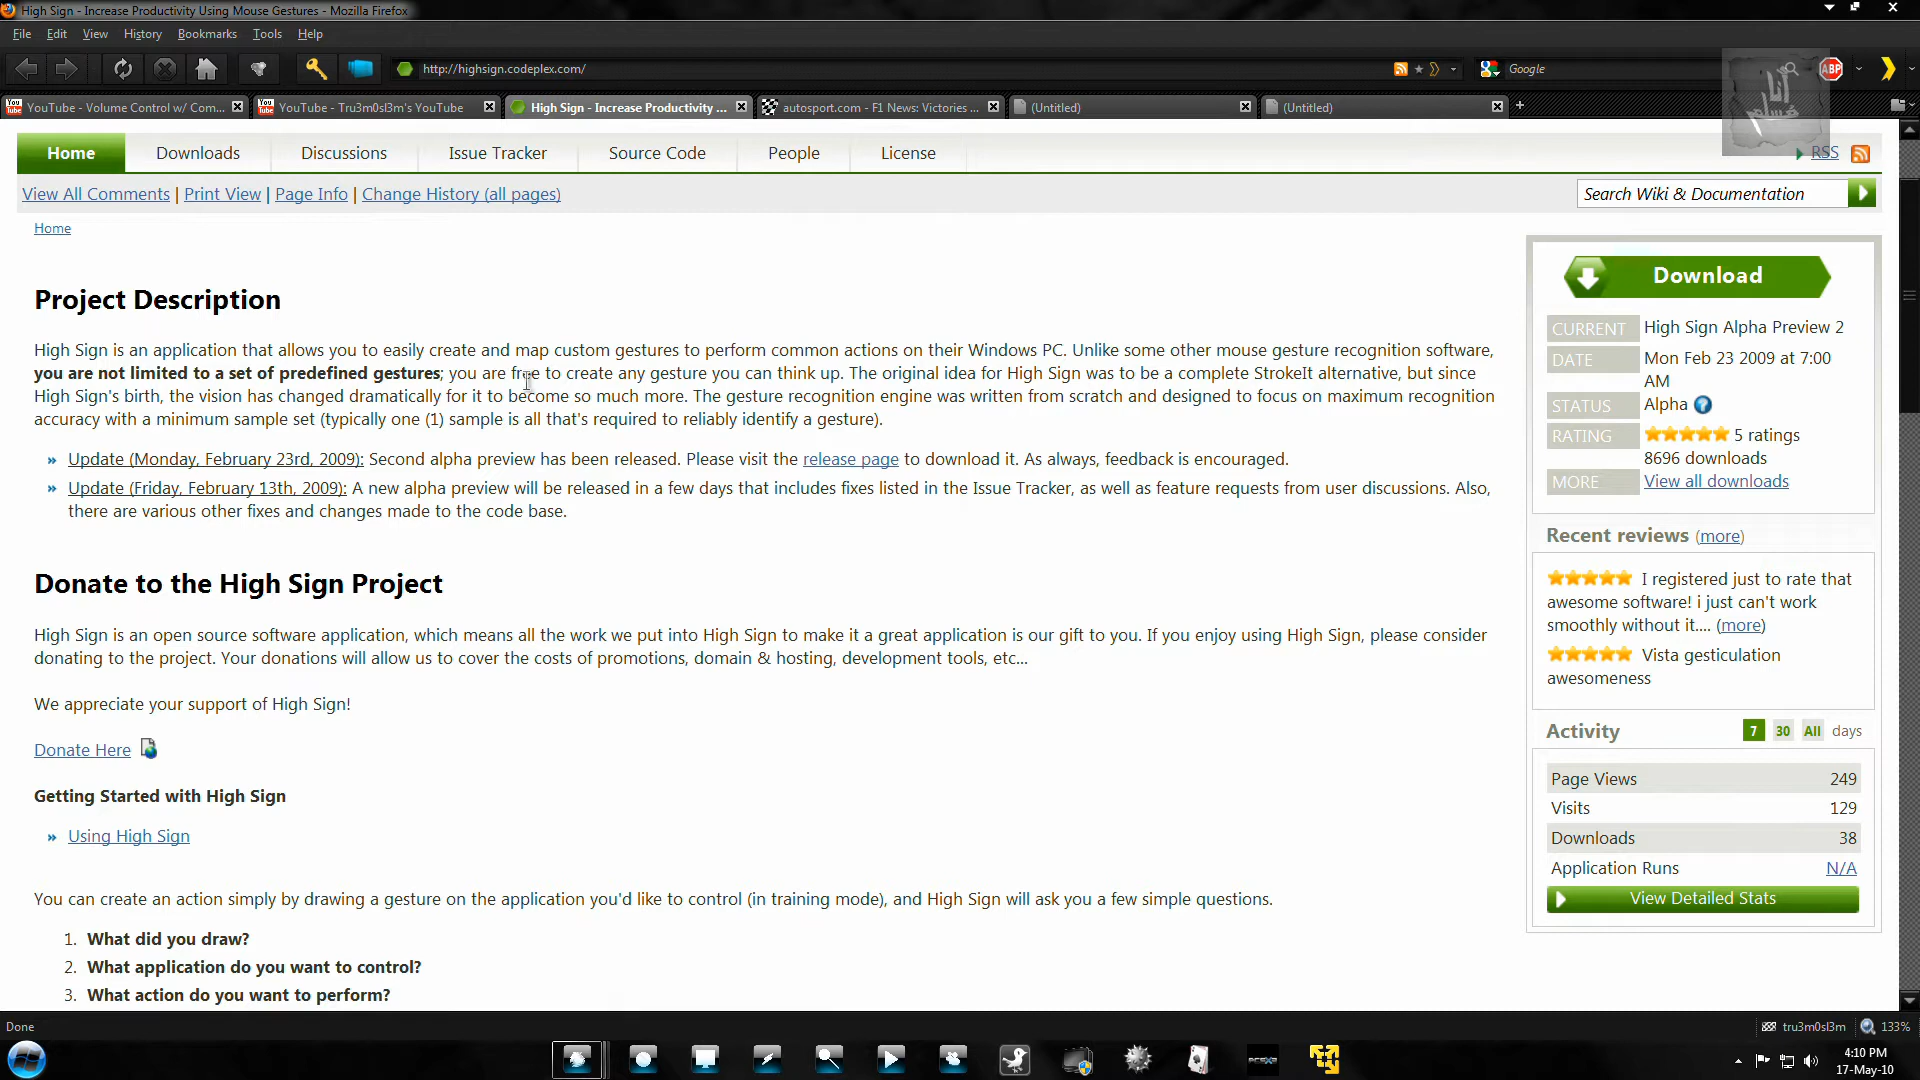 High Sign - Increase Productivity Using Mouse Gestures - Mozilla Firefox
File Edit View History Bookmarks Tools Help
http://highsign.codeplex.com/
Google
ABP
YouTube - Volume Control w/ Com...
YouTube - Tru3m0sl3m's YouTube
High Sign - Increase Productivity ...
autosport.com - F1 News: Victories ...
(Untitled)
(Untitled)
Home Downloads Discussions Issue Tracker Source Code People License
RSS
View All Comments | Print View | Page Info | Change History (all pages)
Search Wiki & Documentation
Home
Project Description
High Sign is an application that allows you to easily create and map custom gestures to perform common actions on their Windows PC. Unlike some other mouse gesture recognition software,
you are not limited to a set of predefined gestures; you are free to create any gesture you can think up. The original idea for High Sign was to be a complete StrokeIt alternative, but since
High Sign's birth, the vision has changed dramatically for it to become so much more. The gesture recognition engine was written from scratch and designed to focus on maximum recognition
accuracy with a minimum sample set (typically one (1) sample is all that's required to reliably identify a gesture).
» Update (Monday, February 23rd, 2009): Second alpha preview has been released. Please visit the release page to download it. As always, feedback is encouraged.
» Update (Friday, February 13th, 2009): A new alpha preview will be released in a few days that includes fixes listed in the Issue Tracker, as well as feature requests from user discussions. Also,
there are various other fixes and changes made to the code base.
Donate to the High Sign Project
High Sign is an open source software application, which means all the work we put into High Sign to make it a great application is our gift to you. If you enjoy using High Sign, please consider
donating to the project. Your donations will allow us to cover the costs of promotions, domain & hosting, development tools, etc...
We appreciate your support of High Sign!
Donate Here
Getting Started with High Sign
» Using High Sign
You can create an action simply by drawing a gesture on the application you'd like to control (in training mode), and High Sign will ask you a few simple questions.
1. What did you draw?
2. What application do you want to control?
3. What action do you want to perform?
Download
CURRENT High Sign Alpha Preview 2
DATE Mon Feb 23 2009 at 7:00
AM
STATUS Alpha
RATING 5 ratings
8696 downloads
MORE View all downloads
Recent reviews (more)
I registered just to rate that
awesome software! i just can't work
smoothly without it.... (more)
Vista gesticulation
awesomeness
Activity 7 30 All days
Page Views 249
Visits 129
Downloads 38
Application Runs N/A
View Detailed Stats
Done
tru3m0sl3m 133%
4:10 PM
17-May-10